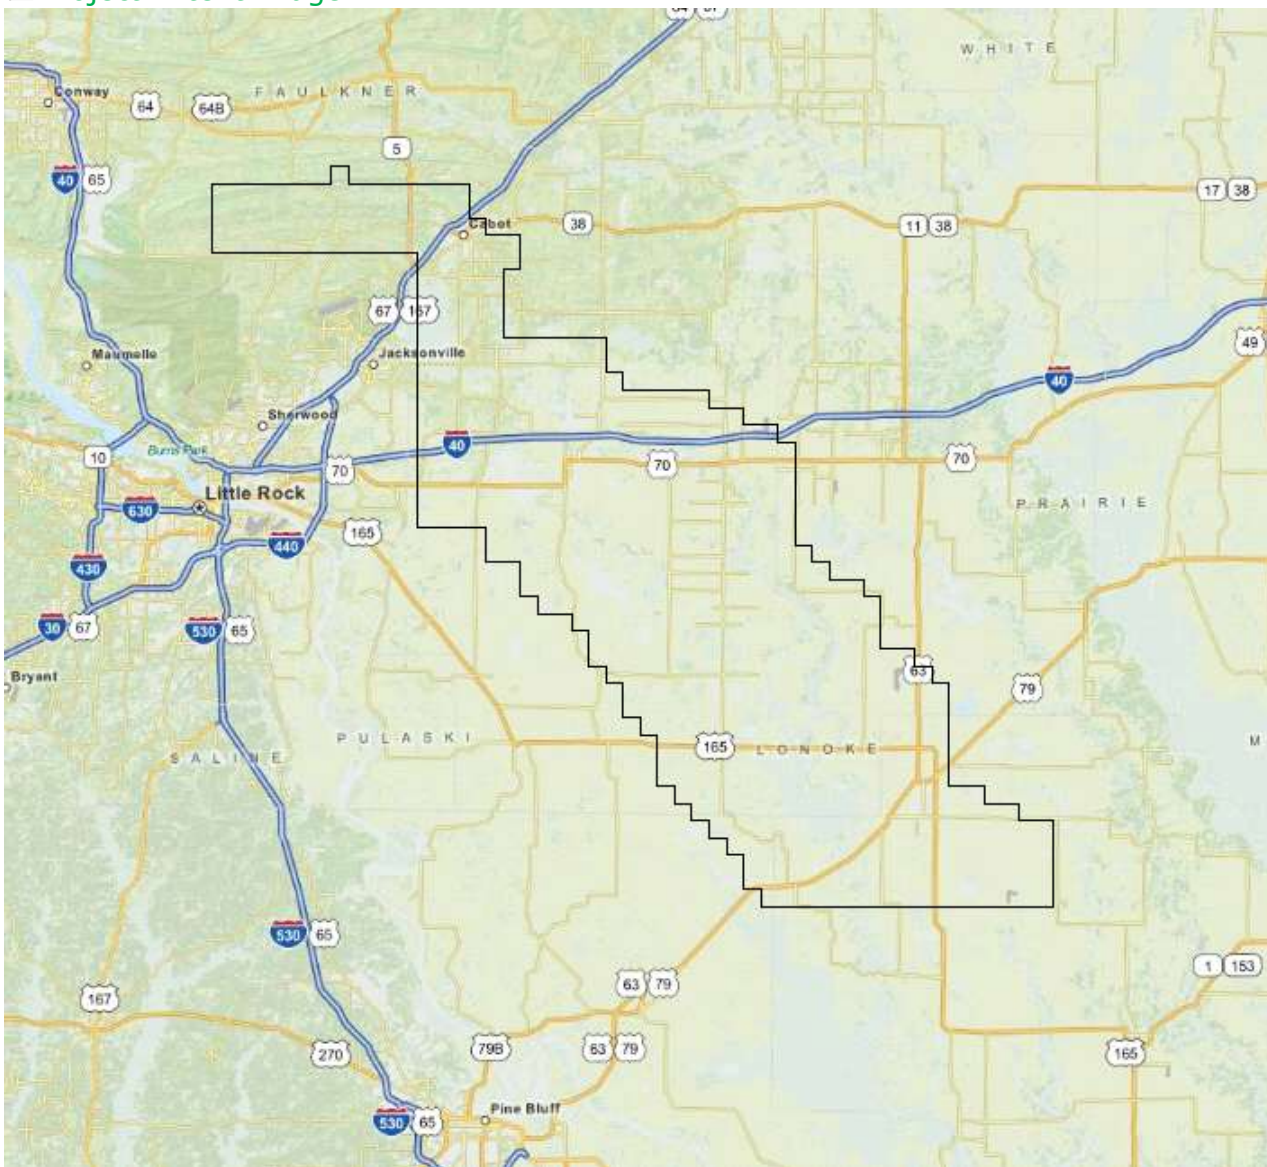 64
WHITE
Conway
64
64B
FAULKNER
5
40
65
17
38
Cabot
38
11
38
67
167
49
Maumelle
Jacksonville
40
Sherwood
Burns Park
40
10
70
70
70
Little Rock
PRAIRIE
630
165
440
430
30
67
530
65
63
Bryant
79
PULASKI
165
LONOKE
M
SALINE
530
65
1
153
63
79
167
270
79B
63
79
165
Pine Bluff
530
65